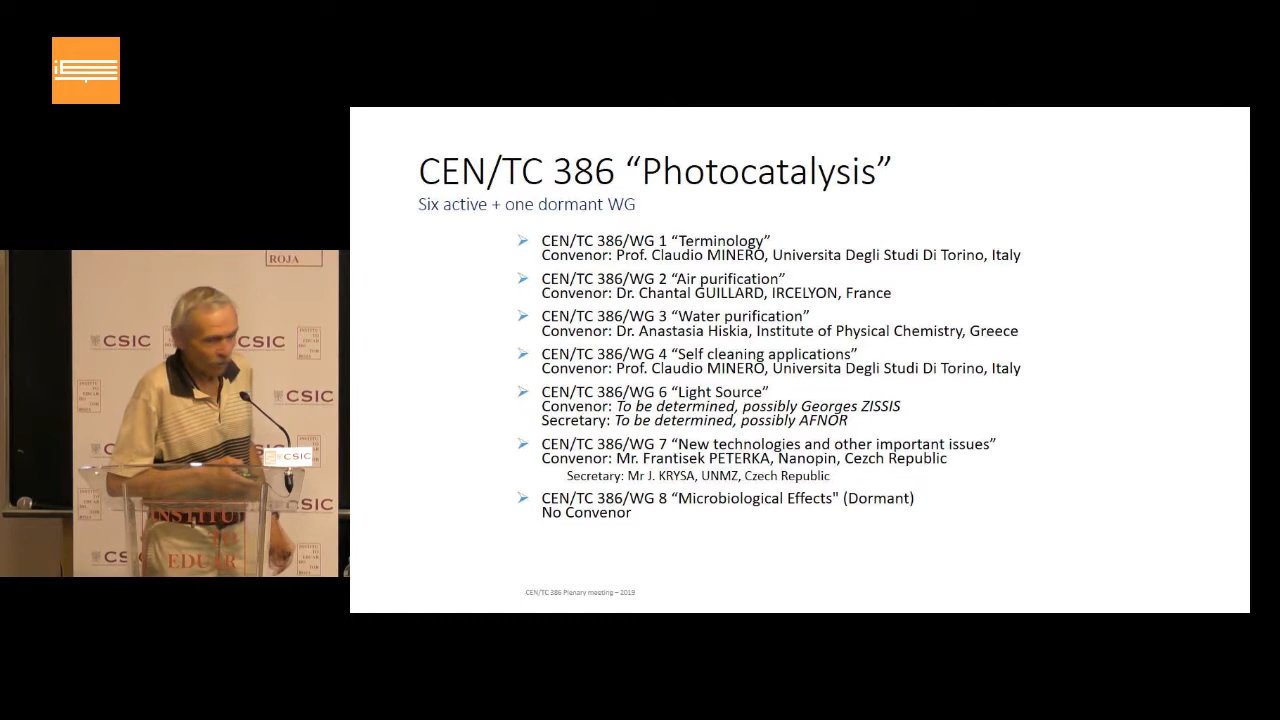 CEN/TC 386 “Photocatalysis”
Six active + one dormant WG
CEN/TC 386/WG 1 “Terminology”
Convenor: Prof. Claudio MINERO, Universita Degli Studi Di Torino, Italy
CEN/TC 386/WG 2 “Air purification”
Convenor: Dr. Chantal GUILLARD, IRCELYON, France
CEN/TC 386/WG 3 “Water purification”
Convenor: Dr. Anastasia Hiskia, Institute of Physical Chemistry, Greece
CEN/TC 386/WG 4 “Self cleaning applications”
Convenor: Prof. Claudio MINERO, Universita Degli Studi Di Torino, Italy
CEN/TC 386/WG 6 “Light Source”
Convenor: To be determined, possibly Georges ZISSIS
Secretary: To be determined, possibly AFNOR
CEN/TC 386/WG 7 “New technologies and other important issues”
Convenor: Mr. Frantisek PETERKA, Nanopin, Cezch Republic
Secretary: Mr J. KRYSA, UNMZ, Czech Republic
CEN/TC 386/WG 8 “Microbiological Effects" (Dormant)
No Convenor
CEN/TC 386 Plenary meeting – 2019
ROJA
CSIC
CSIC
CSIC
CSIC
CSIC
INSTITU
TO
EDUAR
CSIC